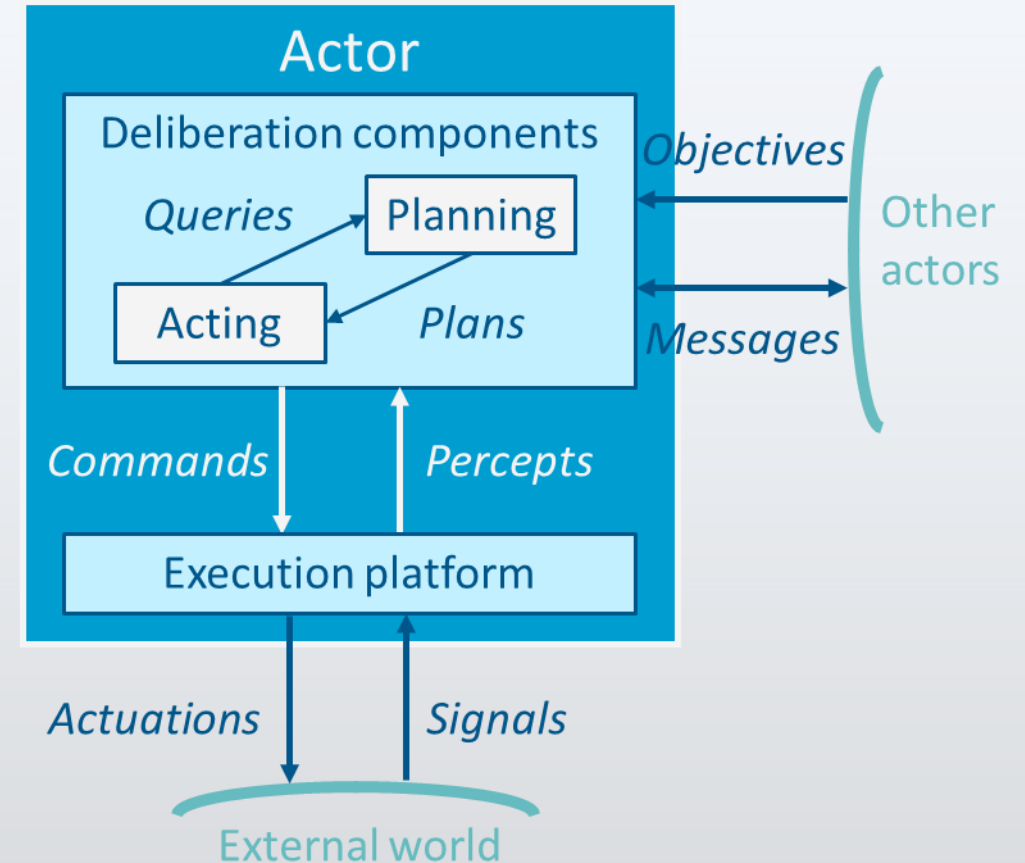 Actor
Deliberation components
Objectives
Queries
Planning
Other
actors
Acting
Plans
Messages
Commands
Percepts
Execution platform
Actuations
Signals
External world